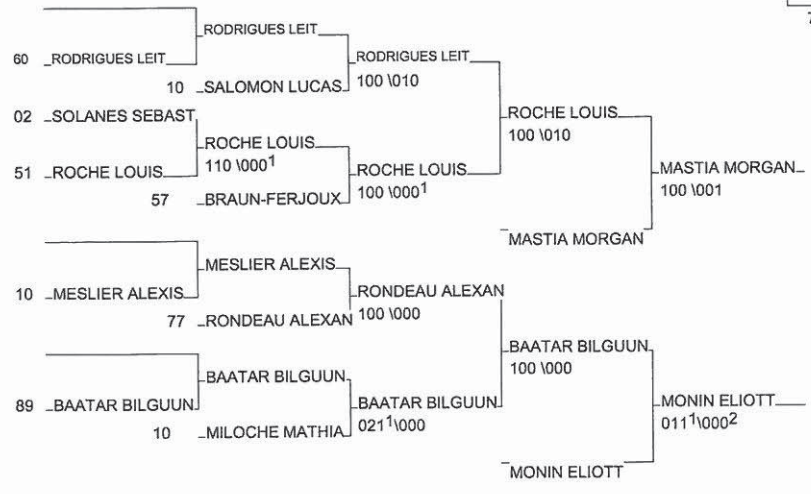 RODRIGUES LEIT
60 RODRIGUES LEIT
RODRIGUES LEIT
10 SALOMON LUCAS
100 \010
02 SOLANES SEBAST
ROCHE LOUIS
100 \010
ROCHE LOUIS
110 \000¹
51 ROCHE LOUIS
ROCHE LOUIS
100 \000¹
MASTIA MORGAN
100 \001
57 BRAUN-FERJOUX
MASTIA MORGAN
MESLIER ALEXIS
10 MESLIER ALEXIS
RONDEAU ALEXAN
100 \000
77 RONDEAU ALEXAN
BAATAR BILGUUN
100 \000
BAATAR BILGUUN
89 BAATAR BILGUUN
BAATAR BILGUUN
021¹\000
MONIN ELIOTT
011¹\000²
10 MILOCHE MATHIA
MONIN ELIOTT